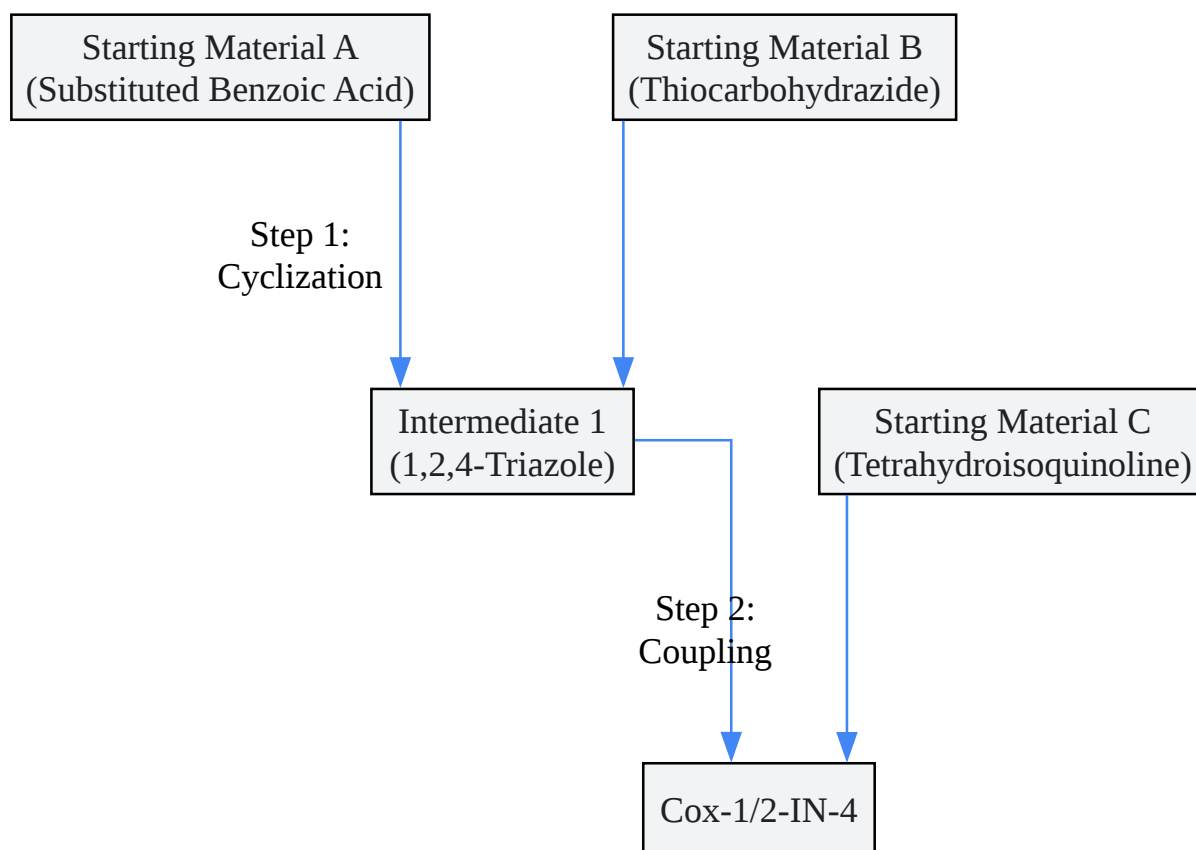 Starting Material A
(Substituted Benzoic Acid)
Starting Material B
(Thiocarbohydrazide)
Step 1:
Cyclization
Intermediate 1
(1,2,4-Triazole)
Starting Material C
(Tetrahydroisoquinoline)
Step 2:
Coupling
Cox-1/2-IN-4